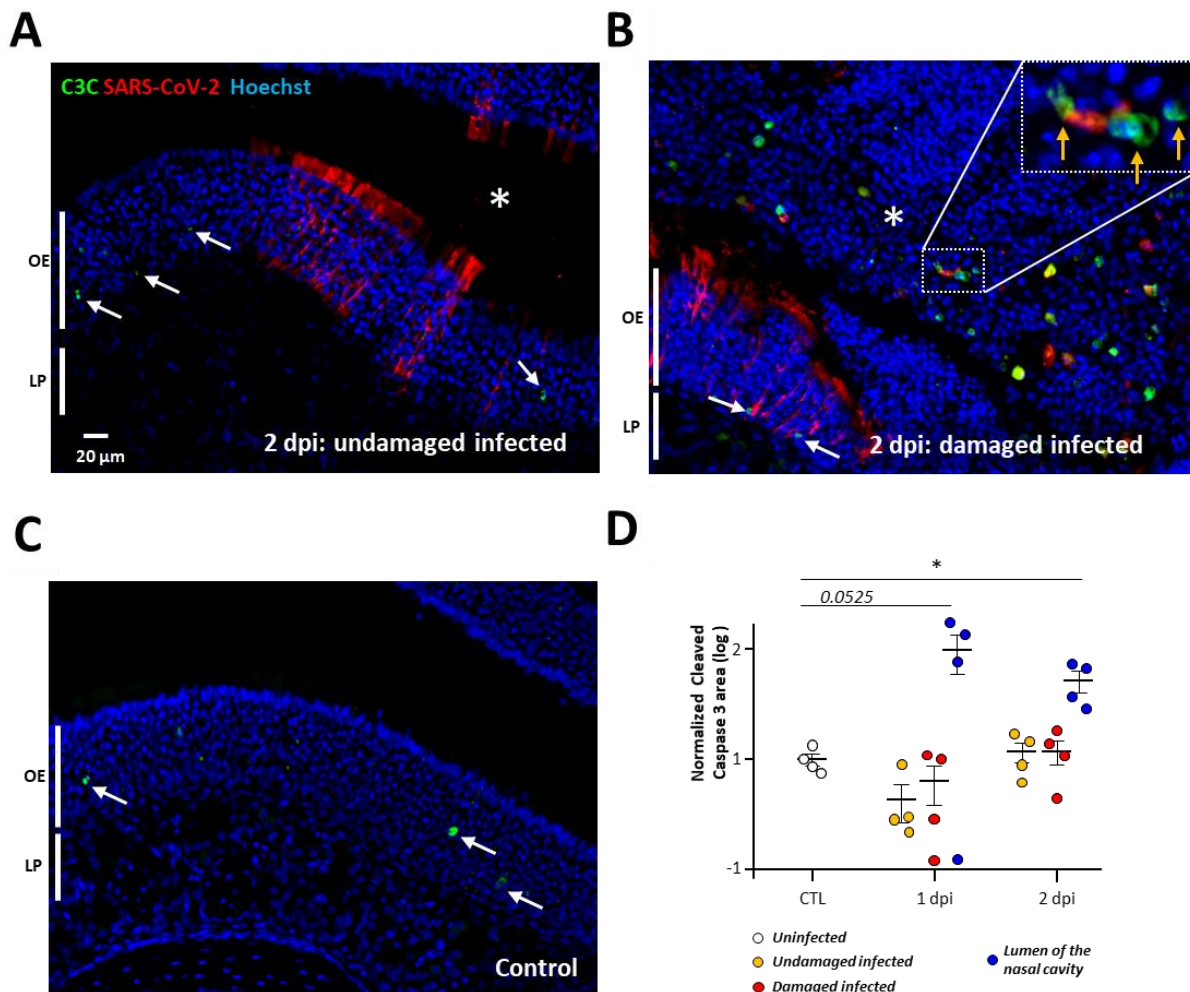 A
C3C SARS-CoV-2 Hoechst
OE
LP
20 µm
2 dpi: undamaged infected
*
B
*
OE
LP
2 dpi: damaged infected
C
OE
LP
Control
D
*
0.0525
Normalized Cleaved
Caspase 3 area (log )
2
1
-1
CTL
1 dpi
2 dpi
Uninfected
Undamaged infected
Damaged infected
Lumen of the
nasal cavity